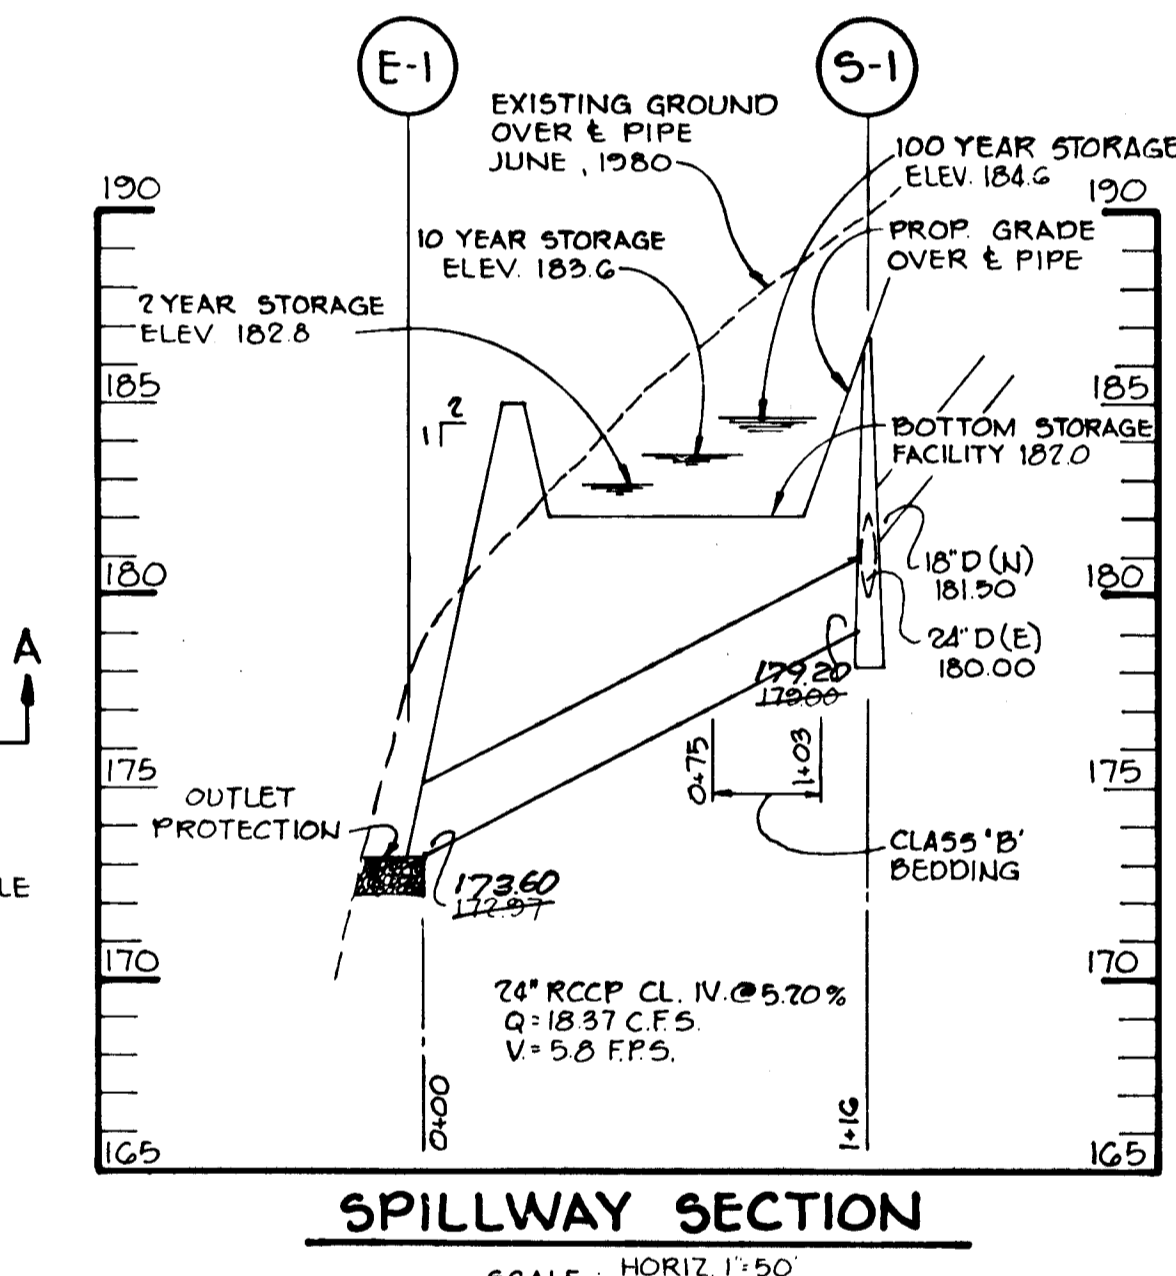 E-1
S-1
EXISTING GROUND
OVER ℄ PIPE
JUNE, 1980
100 YEAR STORAGE
ELEV. 184.6
190
190
10 YEAR STORAGE
ELEV. 183.6
PROP. GRADE
OVER ℄ PIPE
2 YEAR STORAGE
ELEV. 182.8
185
185
2
1
BOTTOM STORAGE
FACILITY 182.0
180
180
18"D (N)
181.50
24"D (E)
180.00
A
179.20
179.00
0+75
1+03
175
175
OUTLET
PROTECTION
CLASS 'B'
BEDDING
LE
173.60
172.97
170
170
24" RCCP CL. IV. @ 5.20%
Q = 18.37 C.F.S.
V. = 5.8 F.P.S.
0+00
1+16
165
165
SPILLWAY SECTION
SCALE : HORIZ. 1"=50'